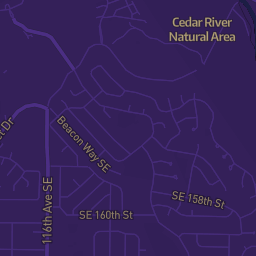 Cedar River
Natural Area
Beacon Way SE
116th Ave SE
SE 158th St
SE 160th St